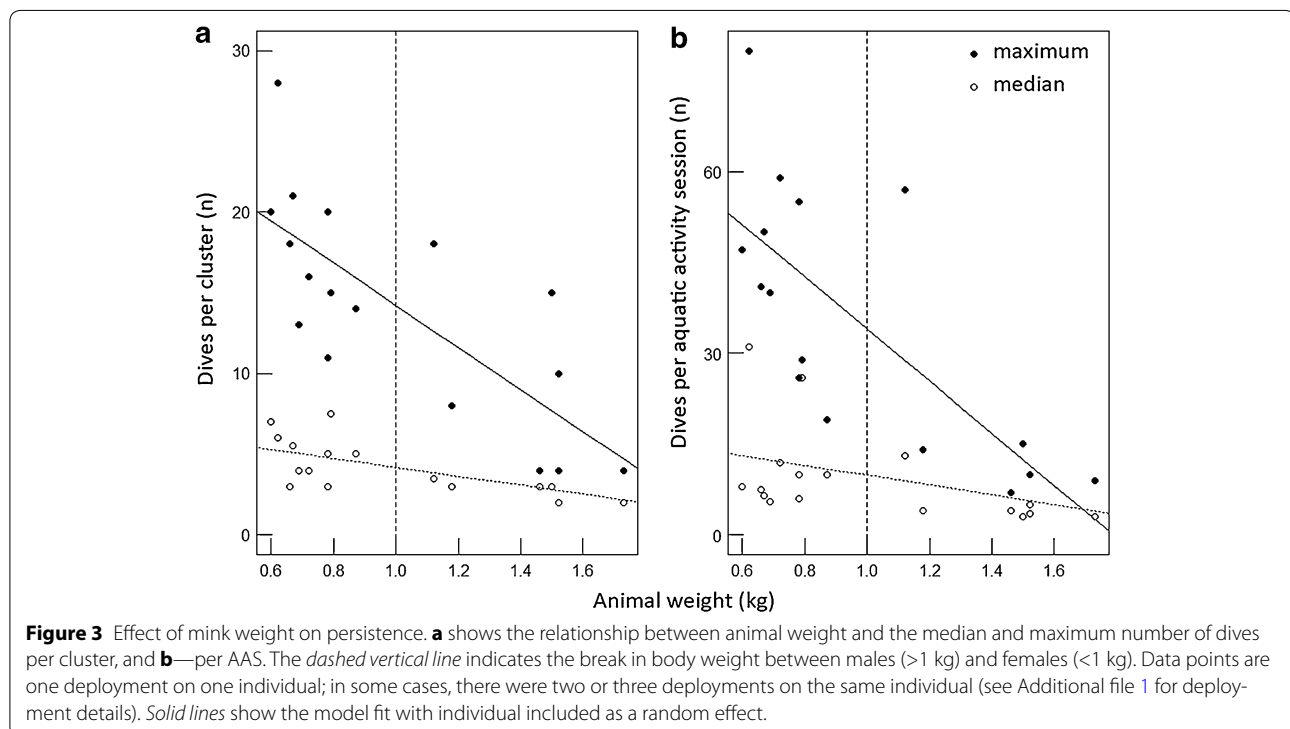 a
b
30
20
10
0
Dives per cluster (n)
0.6 0.8 1.0 1.2 1.4 1.6
60
30
0
Dives per aquatic activity session (n)
maximum
median
0.6 0.8 1.0 1.2 1.4 1.6
Animal weight (kg)
Figure 3 Effect of mink weight on persistence. a shows the relationship between animal weight and the median and maximum number of dives
per cluster, and b—per AAS. The dashed vertical line indicates the break in body weight between males (>1 kg) and females (<1 kg). Data points are
one deployment on one individual; in some cases, there were two or three deployments on the same individual (see Additional file 1 for deploy-
ment details). Solid lines show the model fit with individual included as a random effect.